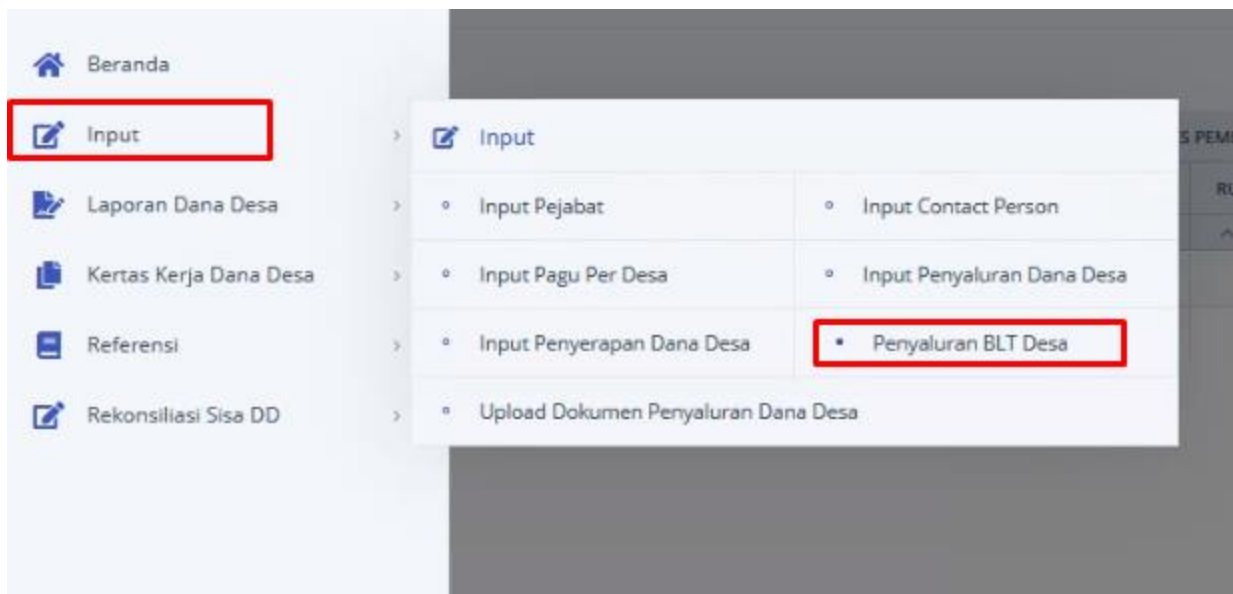 Beranda
Input
Laporan Dana Desa
Kertas Kerja Dana Desa
Referensi
Rekonsiliasi Sisa DD
Input
Input Pejabat
Input Contact Person
Input Pagu Per Desa
Input Penyaluran Dana Desa
Input Penyerapan Dana Desa
Penyaluran BLT Desa
Upload Dokumen Penyaluran Dana Desa